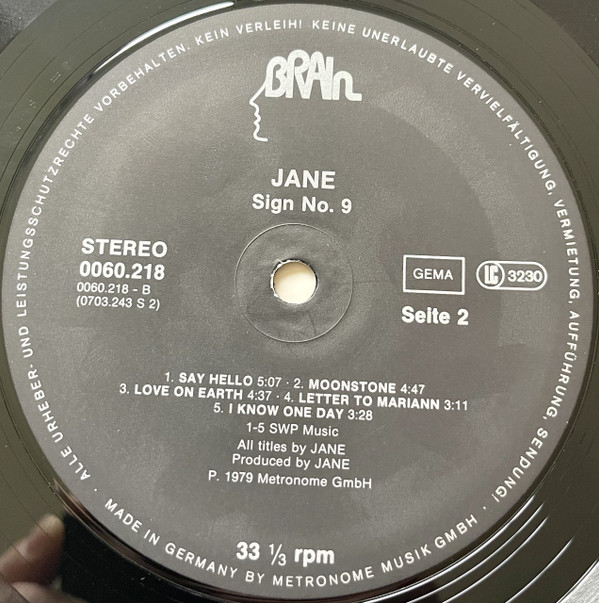 ALLE URHEBER- UND LEISTUNGSSCHUTZRECHTE VORBEHALTEN. KEIN VERLEIH! KEINE UNERLAUBTE VERVIELFÄLTIGUNG, VERMIETUNG, AUFFÜHRUNG, SENDUNG!
BRAIN
JANE
Sign No. 9
STEREO
0060.218
0060.218 - B
(0703.243 S 2)
GEMA
LC 3230
Seite 2
1. SAY HELLO 5:07 · 2. MOONSTONE 4:47
3. LOVE ON EARTH 4:37 · 4. LETTER TO MARIANN 3:11
5. I KNOW ONE DAY 3:28
1-5 SWP Music
All titles by JANE
Produced by JANE
P. 1979 Metronome GmbH
33 ⅓ rpm
· MADE IN GERMANY BY METRONOME MUSIK GMBH ·